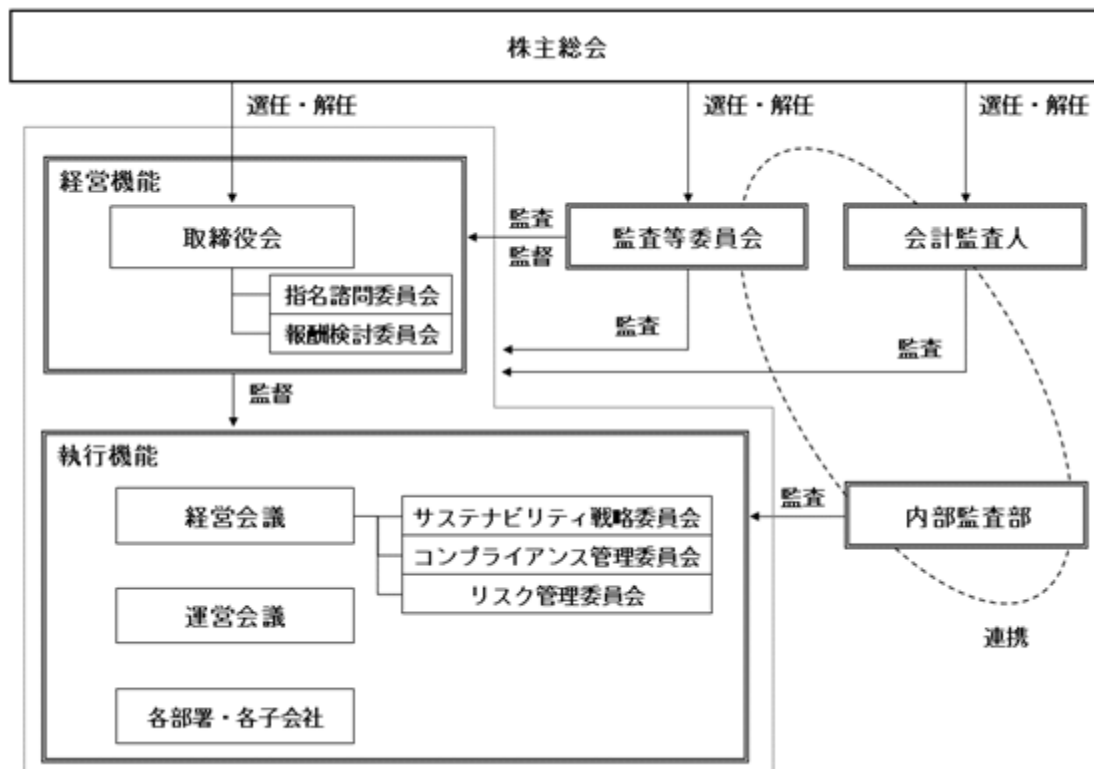 株主総会
選任・解任
選任・解任
選任・解任
経営機能
取締役会
指名諮問委員会
報酬検討委員会
監査
監督
監査等委員会
会計監査人
監査
監査
監督
執行機能
経営会議
サステナビリティ戦略委員会
コンプライアンス管理委員会
リスク管理委員会
監査
内部監査部
運営会議
連携
各部署・各子会社